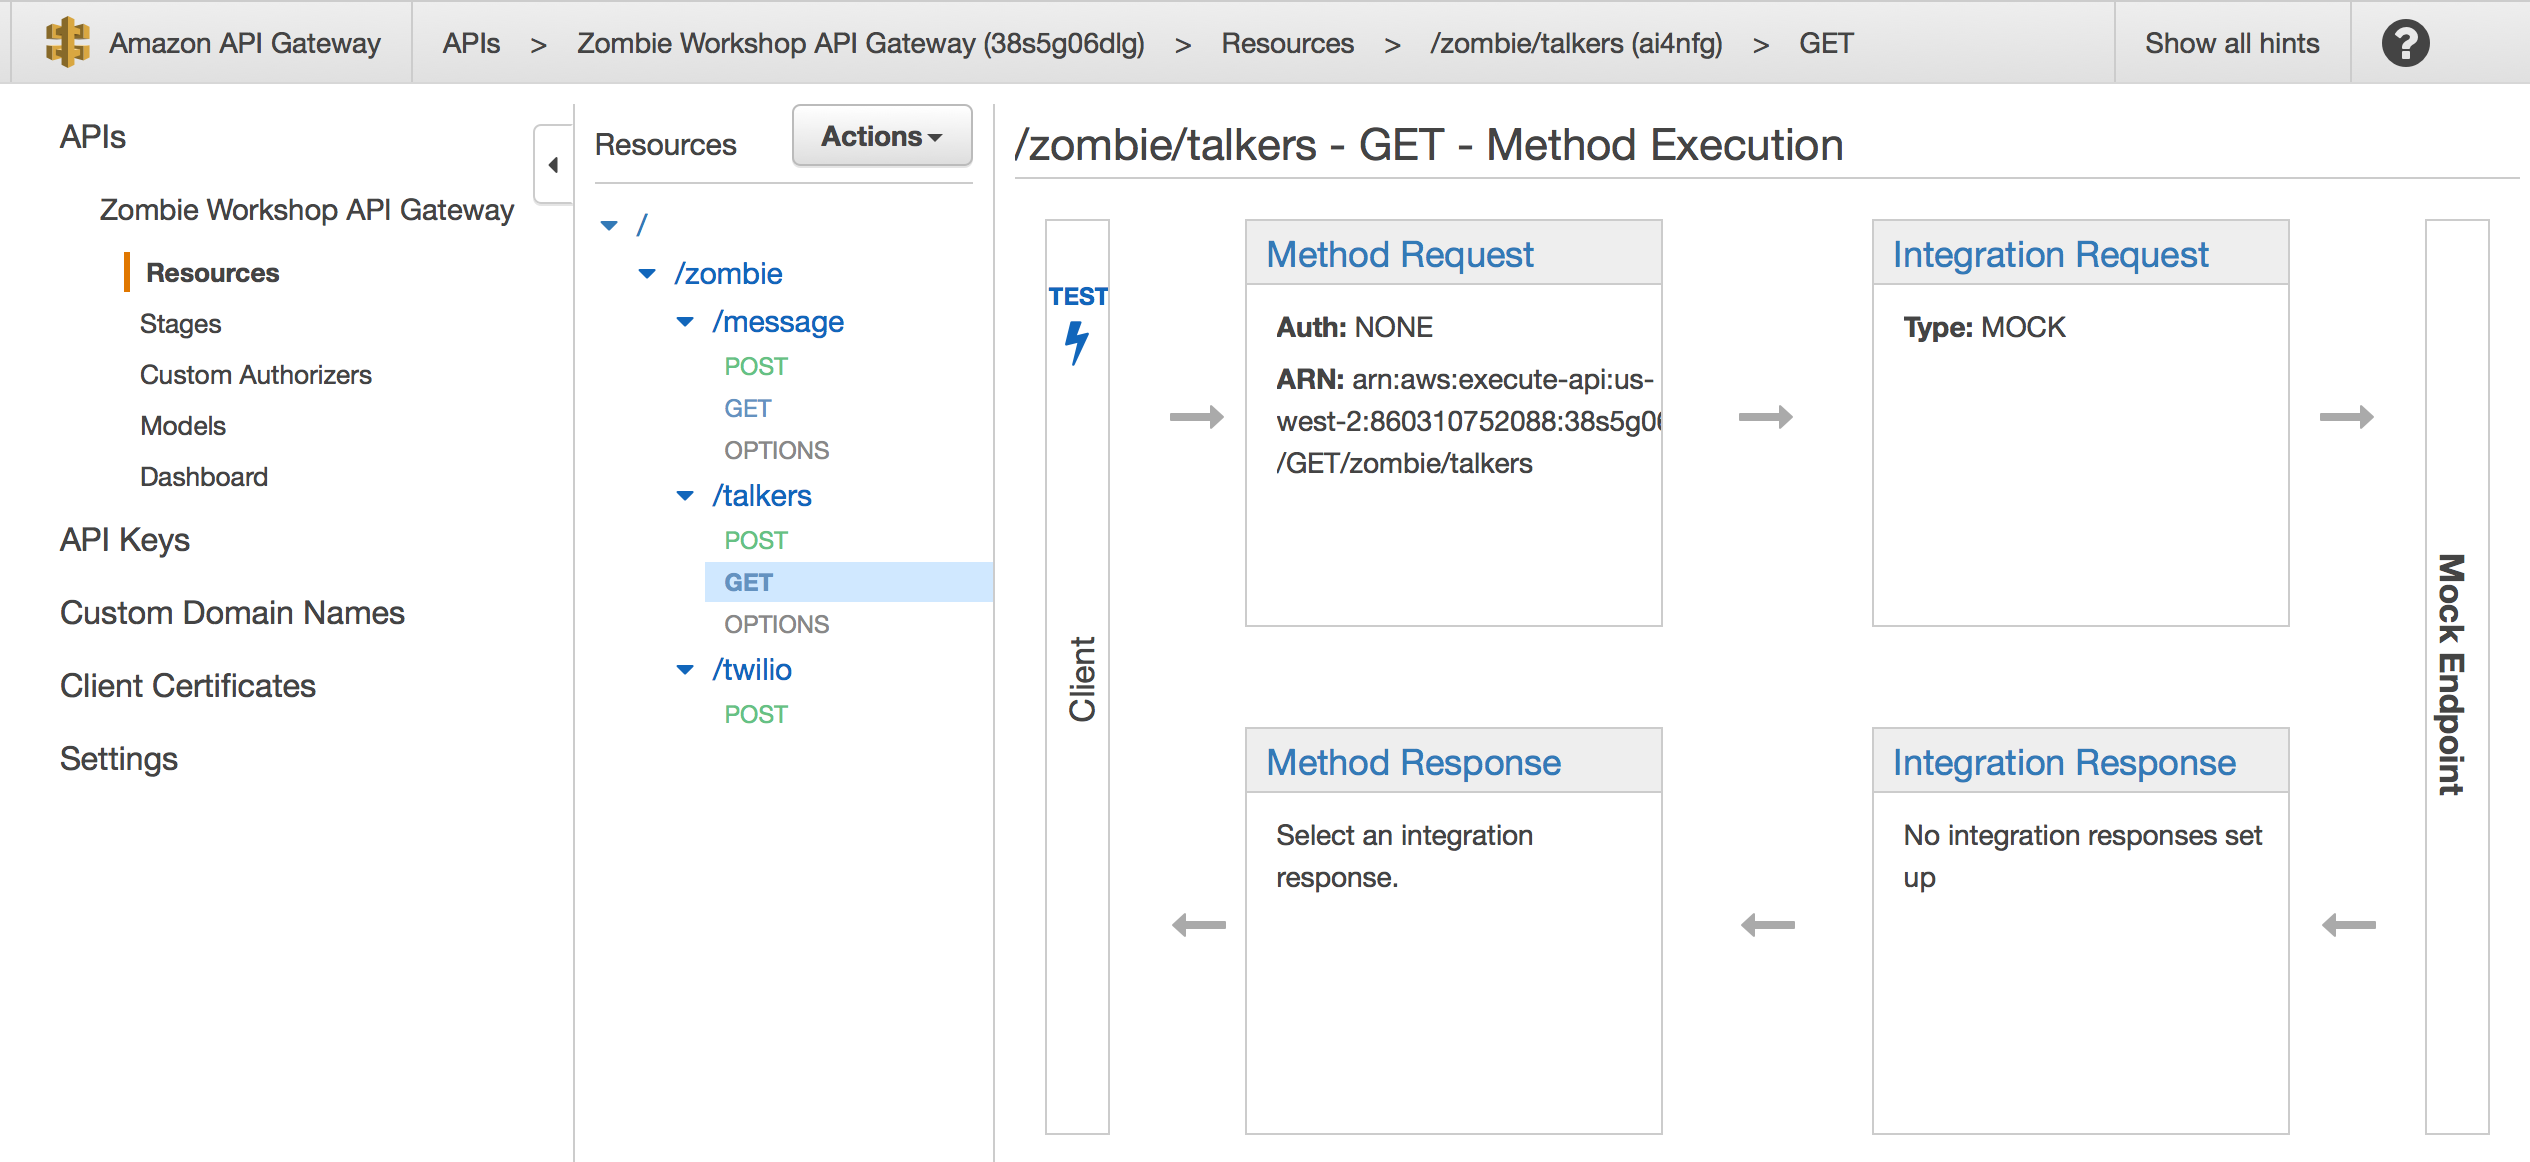 Amazon API Gateway
APIs > Zombie Workshop API Gateway (38s5g06dlg) > Resources > /zombie/talkers (ai4nfg) > GET
Show all hints
?
APIs
Zombie Workshop API Gateway
Resources
Stages
Custom Authorizers
Models
Dashboard
API Keys
Custom Domain Names
Client Certificates
Settings
Resources
Actions
/
/zombie
/message
POST
GET
OPTIONS
/talkers
POST
GET
OPTIONS
/twilio
POST
/zombie/talkers - GET - Method Execution
TEST
Client
Method Request
Auth: NONE
ARN: arn:aws:execute-api:us-
west-2:860310752088:38s5g06
/GET/zombie/talkers
Integration Request
Type: MOCK
Mock Endpoint
Method Response
Select an integration
response.
Integration Response
No integration responses set
up